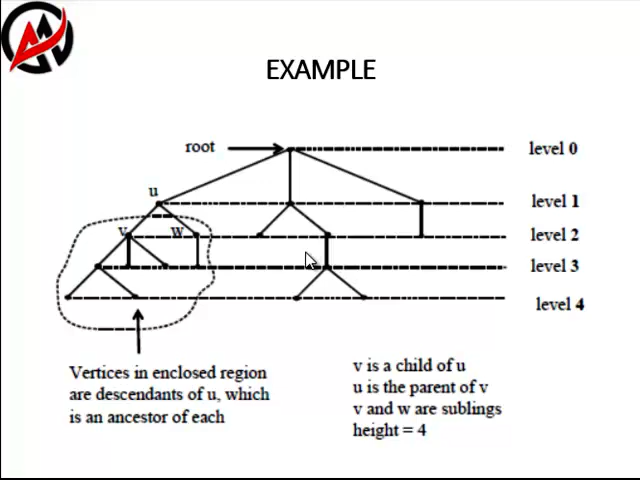 EXAMPLE
root
level 0
u
level 1
v
w
level 2
level 3
level 4
Vertices in enclosed region
are descendants of u, which
is an ancestor of each
v is a child of u
u is the parent of v
v and w are sublings
height = 4